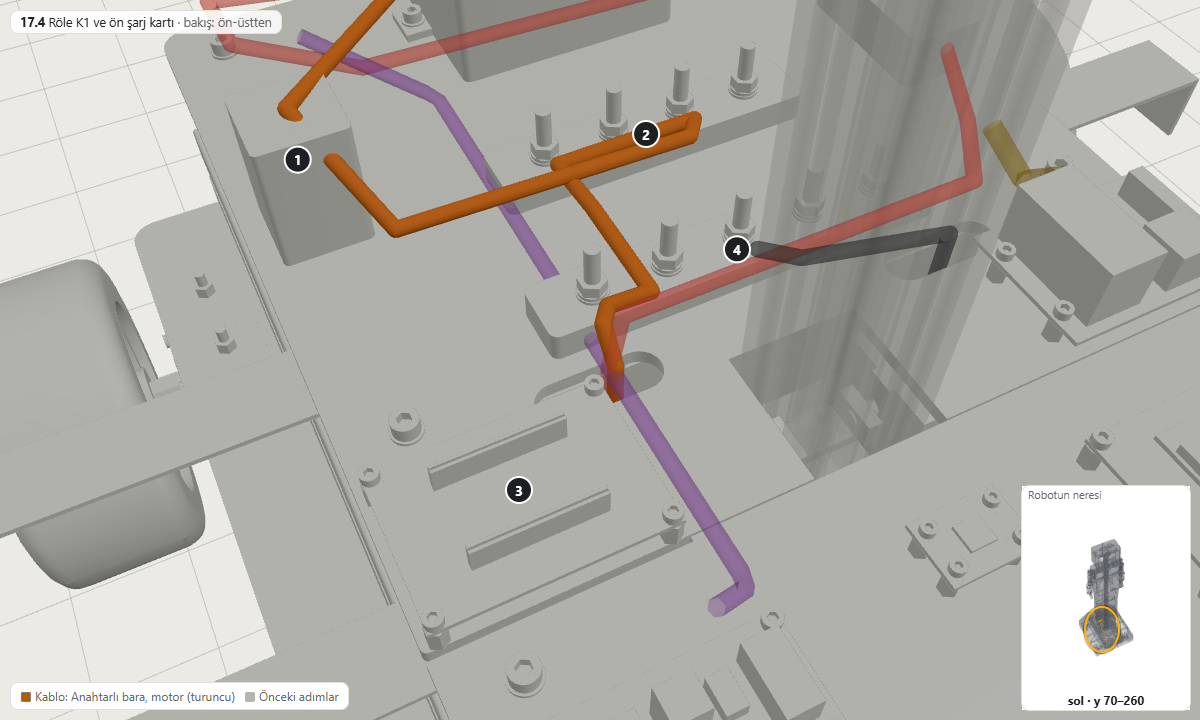 17.4 Röle K1 ve ön şarj kartı · bakış: ön-üstten
1
2
3
4
Robotun neresi
sol · y 70–260
Kablo: Anahtarlı bara, motor (turuncu) Önceki adımlar